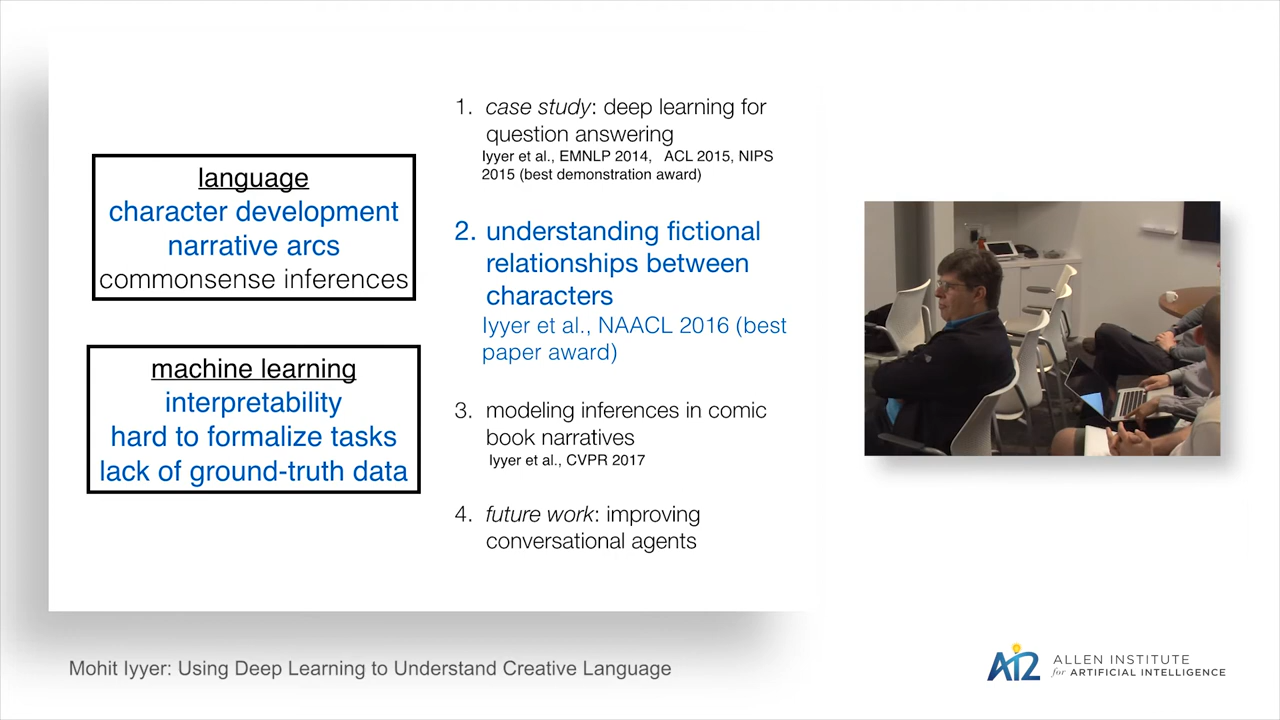 language
character development
narrative arcs
commonsense inferences
machine learning
interpretability
hard to formalize tasks
lack of ground-truth data
1. case study: deep learning for
question answering
Iyyer et al., EMNLP 2014, ACL 2015, NIPS
2015 (best demonstration award)
2. understanding fictional
relationships between
characters
Iyyer et al., NAACL 2016 (best
paper award)
3. modeling inferences in comic
book narratives
Iyyer et al., CVPR 2017
4. future work: improving
conversational agents
Mohit Iyyer: Using Deep Learning to Understand Creative Language
AI2 ALLEN INSTITUTE
for ARTIFICIAL INTELLIGENCE